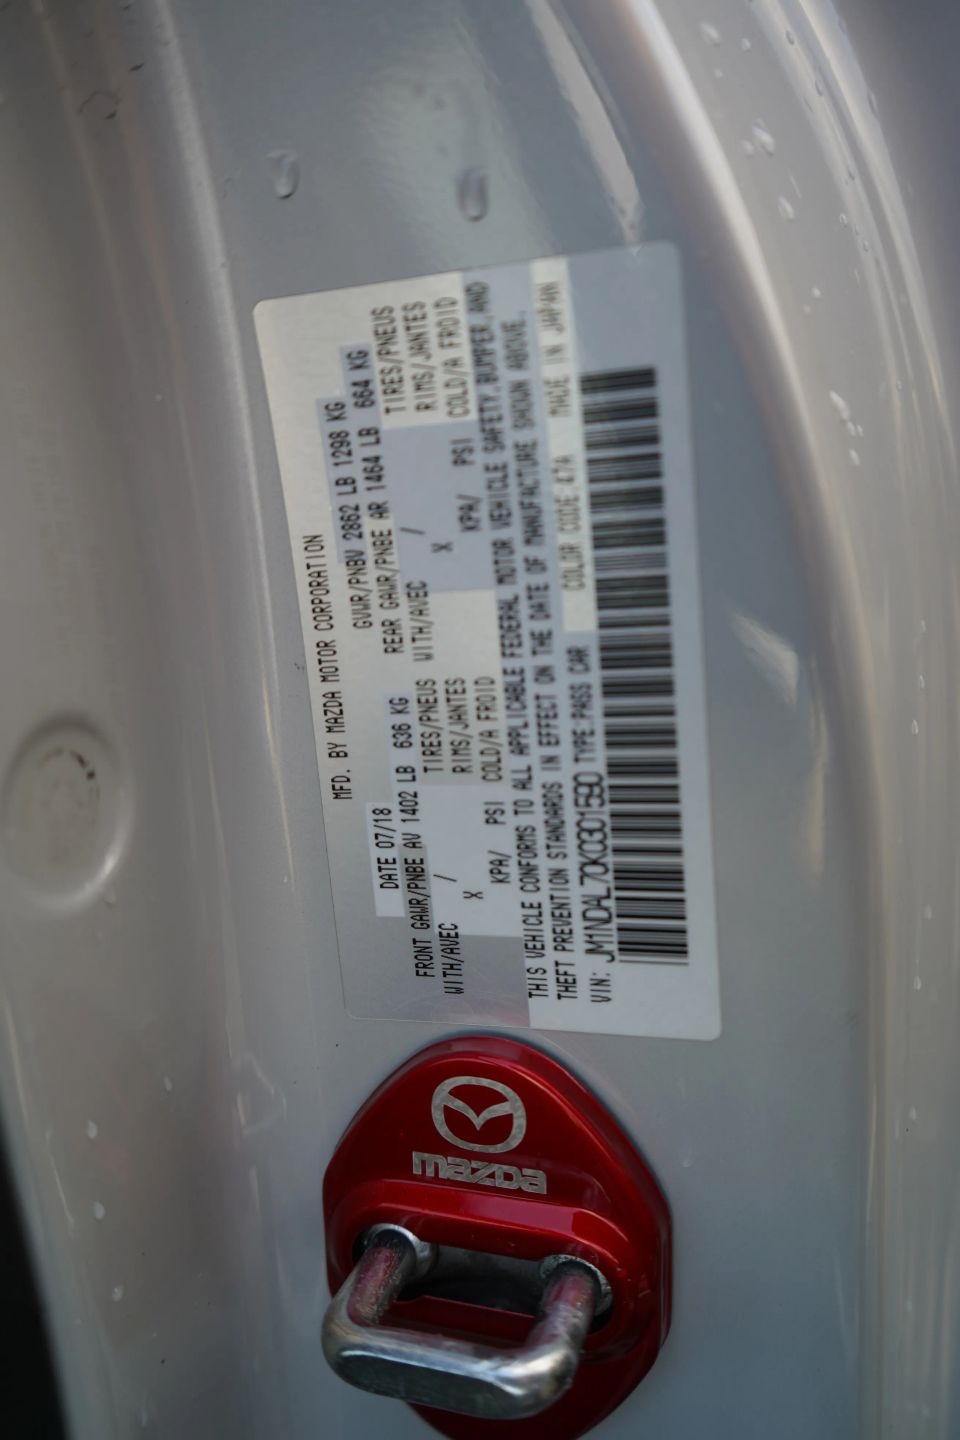 MFD. BY MAZDA MOTOR CORPORATION
DATE 07/18 GVWR/PNBV 2862 LB 1298 KG
FRONT GAWR/PNBE AV 1402 LB 636 KG REAR GAWR/PNBE AR 1464 LB 664 KG
WITH/AVEC / TIRES/PNEUS WITH/AVEC / TIRES/PNEUS
X RIMS/JANTES X RIMS/JANTES
KPA/ PSI COLD/A FROID KPA/ PSI COLD/A FROID
THIS VEHICLE CONFORMS TO ALL APPLICABLE FEDERAL MOTOR VEHICLE SAFETY,BUMPER,AND
THEFT PREVENTION STANDARDS IN EFFECT ON THE DATE OF MANUFACTURE SHOWN ABOVE.
VIN: JM1NDAL70K0301590 TYPE:PASS CAR COLOR CODE:47A MADE IN JAPAN
mazda